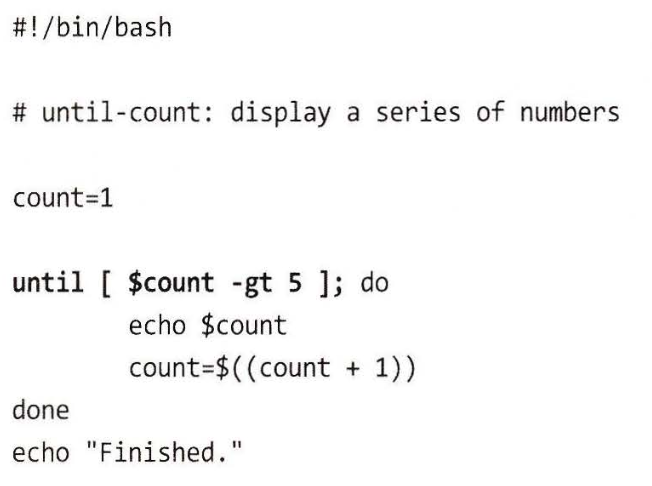 #!/bin/bash
# until-count: display a series of numbers
count=1
until [ $count -gt 5 ]; do
echo $count
count=$((count + 1))
done
echo "Finished."